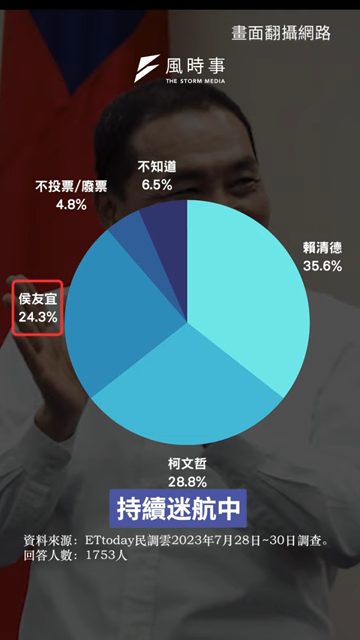 畫面翻攝網路
風時事
THE STORM MEDIA
不知道
6.5%
不投票/廢票
4.8%
賴清德
35.6%
侯友宜
24.3%
柯文哲
28.8%
持續迷航中
資料來源：ETtoday民調雲2023年7月28日~30日調查。
回答人數：1753人